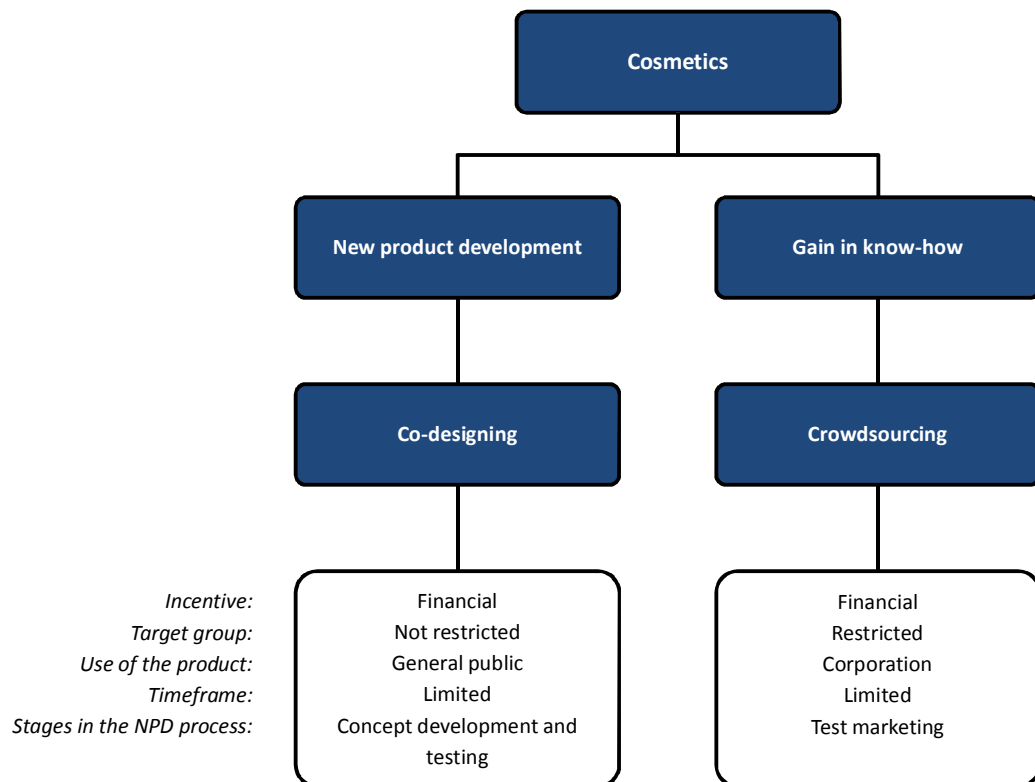 Cosmetics
New product development
Gain in know-how
Co-designing
Crowdsourcing
Incentive: Financial Financial
Target group: Not restricted Restricted
Use of the product: General public Corporation
Timeframe: Limited Limited
Stages in the NPD process: Concept development and Test marketing
testing